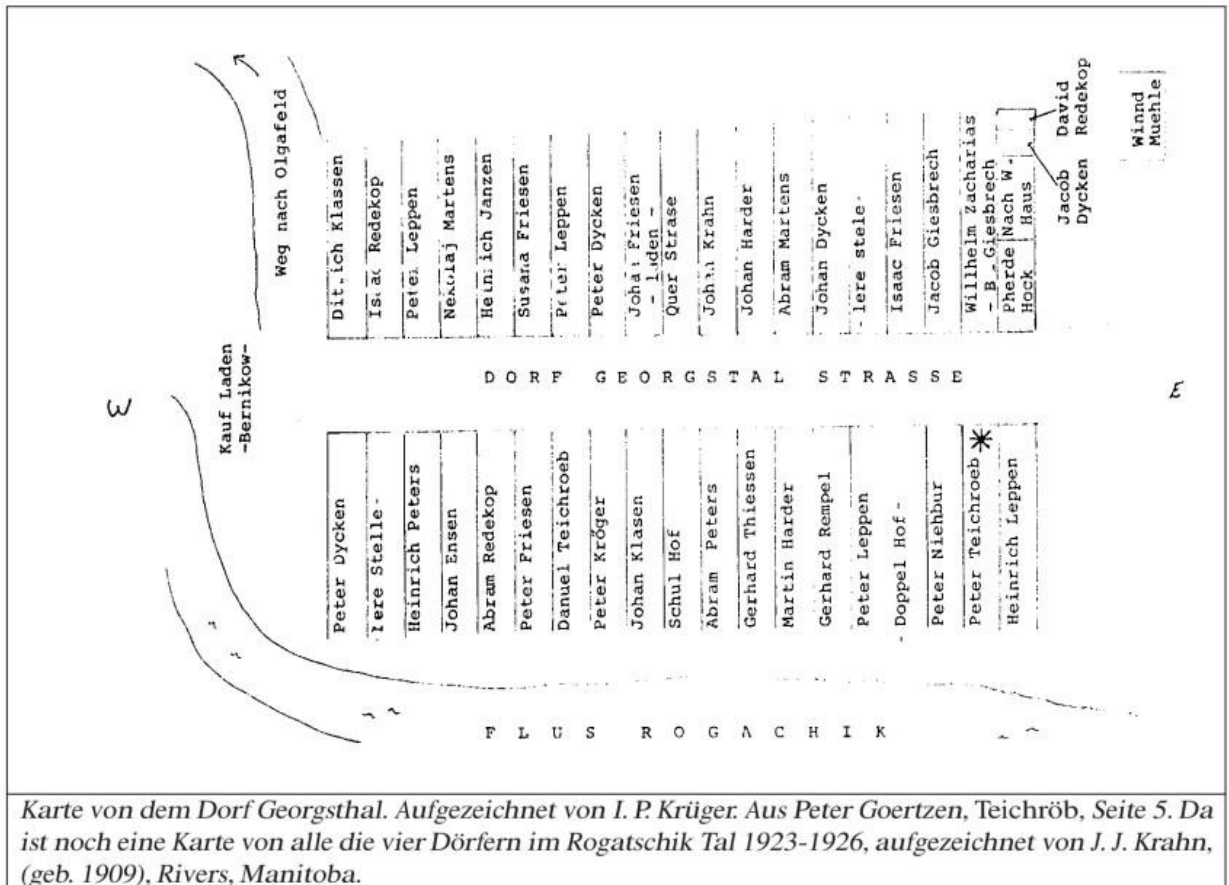 Weg nach Olgafeld
Ditrich Klassen
Isaac Redekop
Peter Leppen
Nekolaj Martens
Heinrich Janzen
Susana Friesen
Peter Leppen
Peter Dycken
Johan Friesen
- laden -
Quer Strase
Johan Krahn
Johan Harder
Abram Martens
Johan Dycken
-lere stele-
Isaac Friesen
Jacob Giesbrech
Willhelm Zacharias
- B. Giesbrech
Pherde
Hock
Nach W-
Haus
Jacob
Dycken
David
Redekop
Winnd
Muehle
Kauf Laden
-Bernikow-
W
DORF GEORGSTAL STRASSE
E
Peter Dycken
-lere Stelle-
Heinrich Peters
Johan Ensen
Abram Redekop
Peter Friesen
Danuel Teichroeb
Peter Kröger
Johan Klasen
Schul Hof
Abram Peters
Gerhard Thiessen
Martin Harder
Gerhard Rempel
Peter Leppen
- Doppel Hof -
Peter Niehbur
Peter Teichroeb *
Heinrich Leppen
FLUS ROGACHIK
Karte von dem Dorf Georgsthal. Aufgezeichnet von I. P. Krüger. Aus Peter Goertzen, Teichröb, Seite 5. Da
ist noch eine Karte von alle die vier Dörfern im Rogatschik Tal 1923-1926, aufgezeichnet von J. J. Krahn,
(geb. 1909), Rivers, Manitoba.